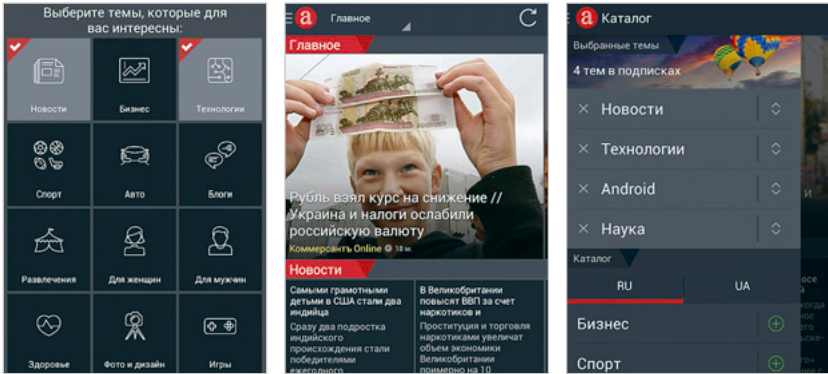 Выберите темы, которые для
вас интересны:
Новости
Бизнес
Технологии
Спорт
Авто
Блоги
Развлечения
Для женщин
Для мужчин
Здоровье
Фото и дизайн
Игры
a Главное
Главное
Рубль взял курс на снижение //
Украина и налоги ослабили
российскую валюту
Коммерсантъ Online 18 м.
Новости
Самыми грамотными
детьми в США стали два
индийца
Сразу два подростка
индийского
происхождения стали
победителями
ежегодного
В Великобритании
повысят ВВП за счет
наркотиков и
Проституция и торговля
наркотиками увеличат
объем экономики
Великобритании
примерно на 10
a Каталог
Выбранные темы
4 тем в подписках
Новости
Технологии
Android
Наука
Каталог
RU
UA
Бизнес
Спорт